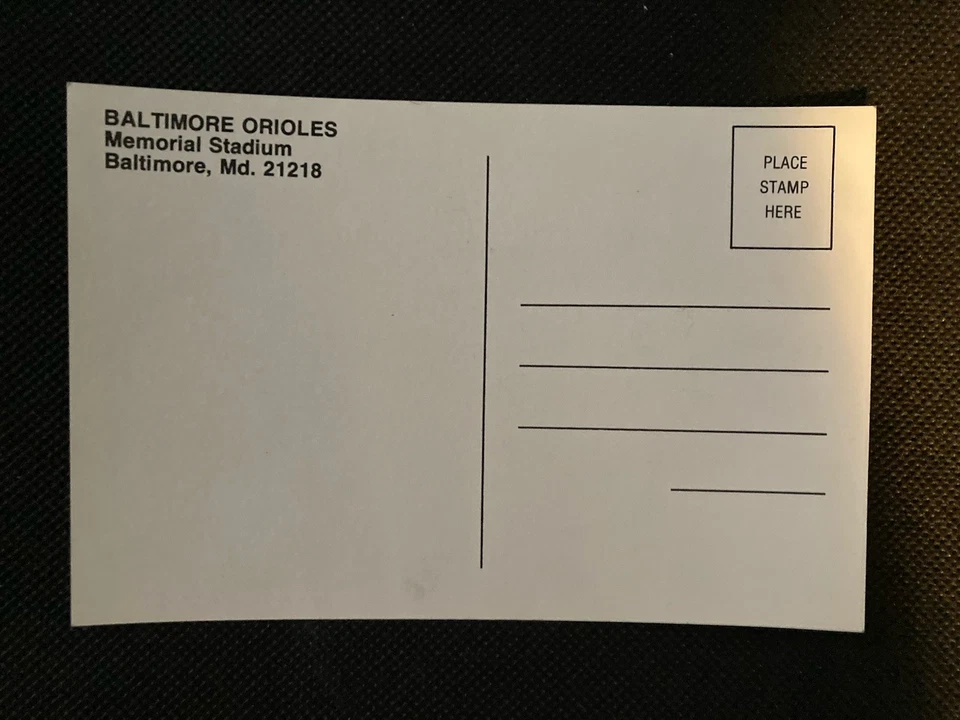 BALTIMORE ORIOLES
Memorial Stadium
Baltimore, Md. 21218
PLACE
STAMP
HERE